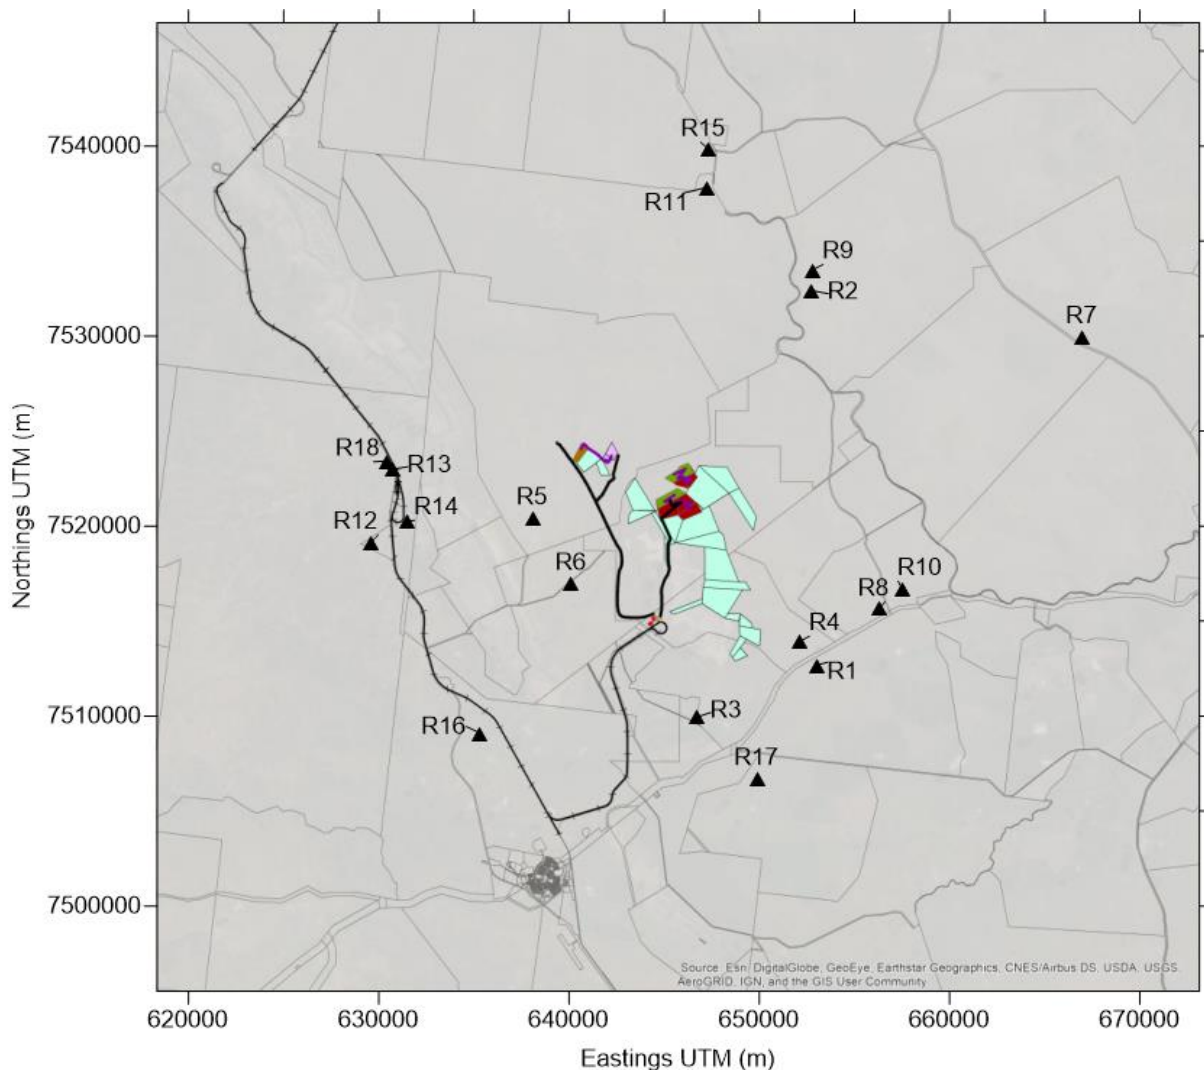 R15
7540000
R11
R9
R2
R7
7530000
Northings UTM (m)
R18
R13
R5
R14
R12
7520000
R6
R10
R8
R4
R1
R3
7510000
R16
R17
7500000
Source: Esri, DigitalGlobe, GeoEye, Earthstar Geographics, CNES/Airbus DS, USDA, USGS,
AeroGRID, IGN, and the GIS User Community
620000 630000 640000 650000 660000 670000
Eastings UTM (m)